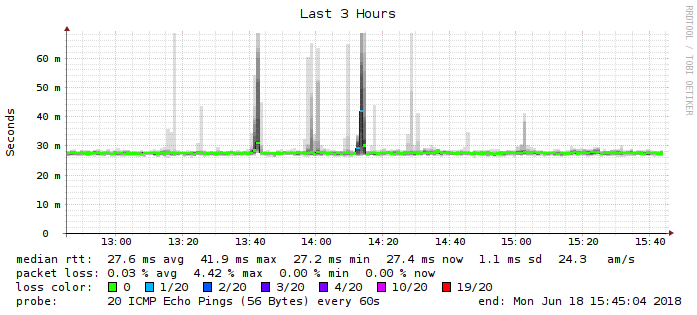 Last 3 Hours
RRDTOOL / TOBI OETIKER
Seconds
60 m
50 m
40 m
30 m
20 m
10 m
0
13:00 13:20 13:40 14:00 14:20 14:40 15:00 15:20 15:40
median rtt: 27.6 ms avg 41.9 ms max 27.2 ms min 27.4 ms now 1.1 ms sd 24.3 am/s
packet loss: 0.03 % avg 4.42 % max 0.00 % min 0.00 % now
loss color: 0 1/20 2/20 3/20 4/20 10/20 19/20
probe: 20 ICMP Echo Pings (56 Bytes) every 60s end: Mon Jun 18 15:45:04 2018